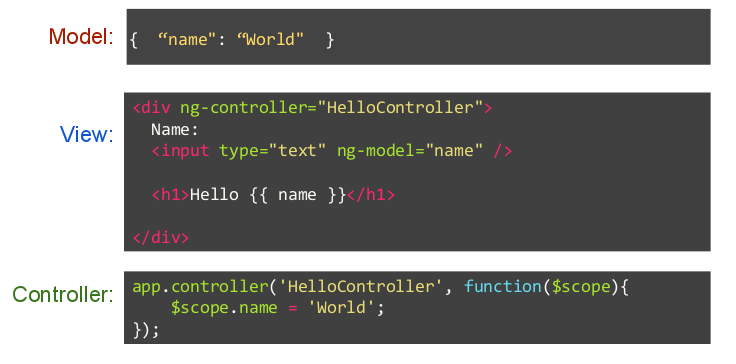 Model:
{  “name": “World"  }
View:
<div ng-controller="HelloController">
  Name:
  <input type="text" ng-model="name" />
  <h1>Hello {{ name }}</h1>
</div>
Controller:
app.controller('HelloController', function($scope){
    $scope.name = 'World';
});